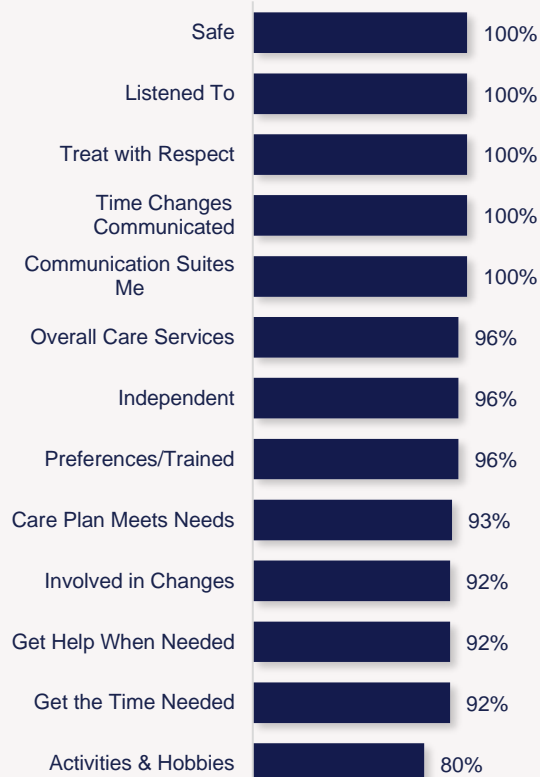 Safe 100%
Listened To 100%
Treat with Respect 100%
Time Changes
Communicated 100%
Communication Suites
Me 100%
Overall Care Services 96%
Independent 96%
Preferences/Trained 96%
Care Plan Meets Needs 93%
Involved in Changes 92%
Get Help When Needed 92%
Get the Time Needed 92%
Activities & Hobbies 80%